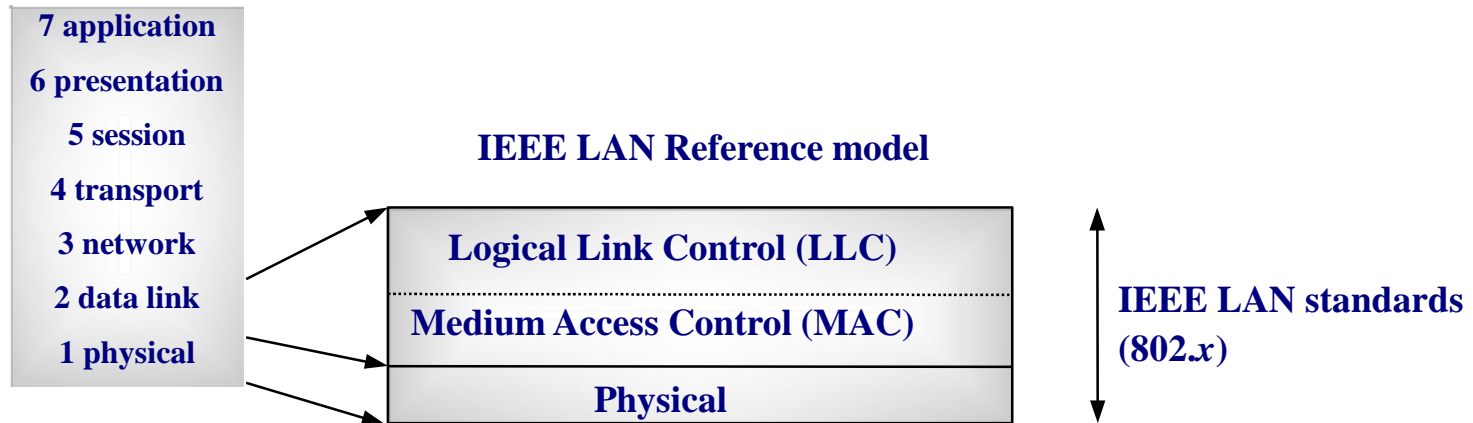 7 application
6 presentation
5 session
4 transport
3 network
2 data link
1 physical
IEEE LAN Reference model
Logical Link Control (LLC)
Medium Access Control (MAC)
Physical
IEEE LAN standards
(802.x)